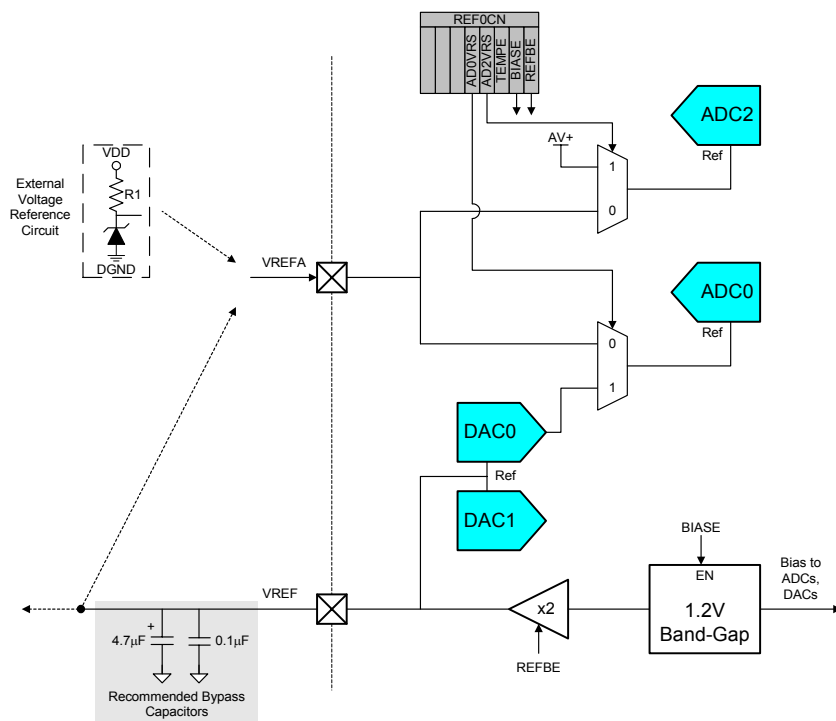 REF0CN
AD0VRS
AD2VRS
TEMPE
BIASE
REFBE
ADC2
Ref
AV+
1
0
External
Voltage
Reference
Circuit
VDD
R1
DGND
VREFA
ADC0
Ref
0
1
DAC0
Ref
DAC1
BIASE
EN
1.2V
Band-Gap
Bias to
ADCs,
DACs
VREF
x2
REFBE
+
4.7µF
0.1µF
Recommended Bypass
Capacitors